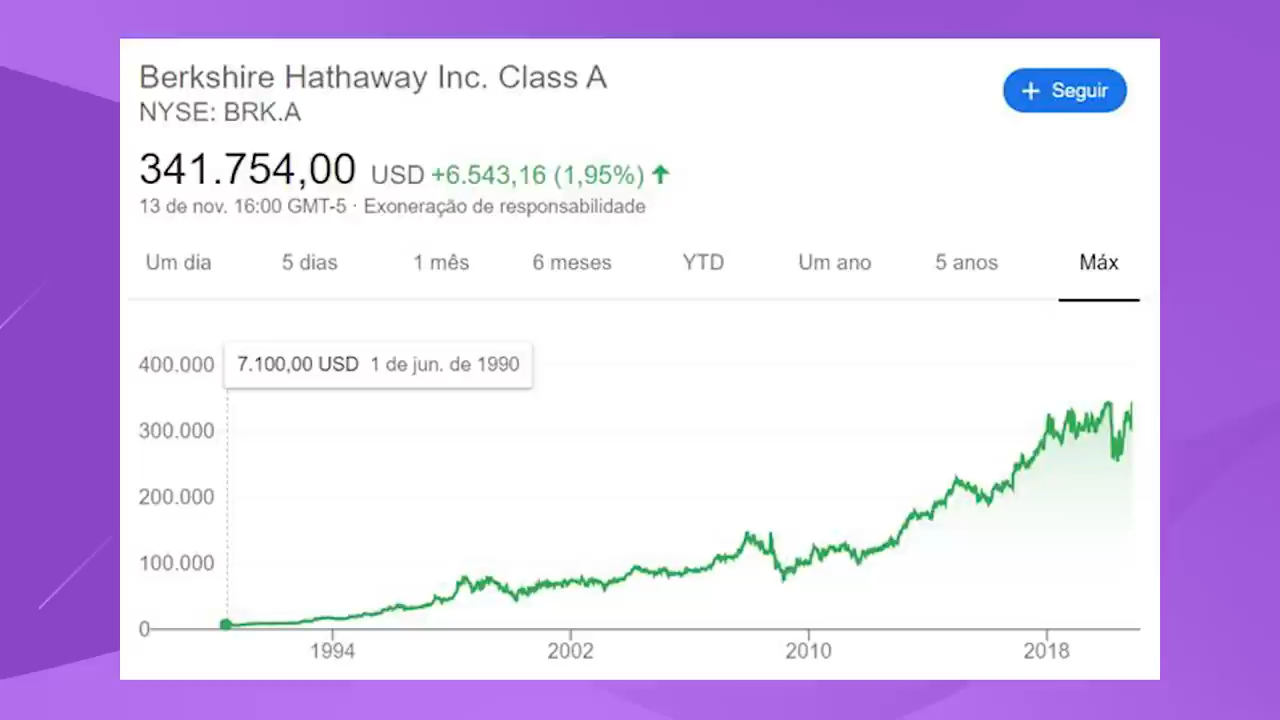 Berkshire Hathaway Inc. Class A
NYSE: BRK.A
+ Seguir
341.754,00 USD +6.543,16 (1,95%) ↑
13 de nov. 16:00 GMT-5 · Exoneração de responsabilidade
Um dia 5 dias 1 mês 6 meses YTD Um ano 5 anos Máx
400.000
7.100,00 USD 1 de jun. de 1990
300.000
200.000
100.000
0
1994 2002 2010 2018